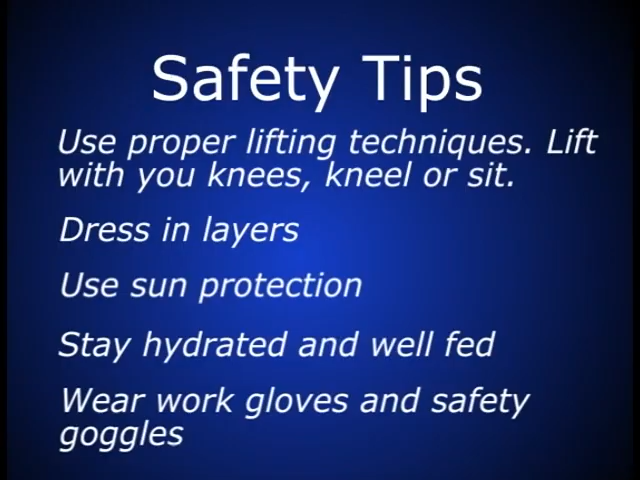 Safety Tips
Use proper lifting techniques. Lift
with you knees, kneel or sit.
Dress in layers
Use sun protection
Stay hydrated and well fed
Wear work gloves and safety
goggles